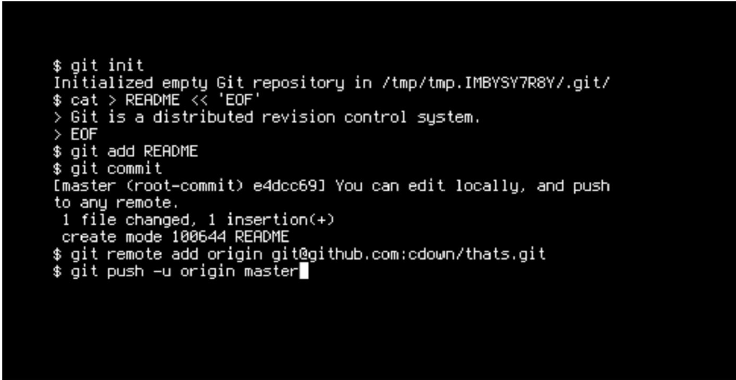 $ git init
Initialized empty Git repository in /tmp/tmp.IMBYSY7R8Y/.git/
$ cat > README << 'EOF'
> Git is a distributed revision control system.
> EOF
$ git add README
$ git commit
[master (root-commit) e4dcc69] You can edit locally, and push
to any remote.
 1 file changed, 1 insertion(+)
 create mode 100644 README
$ git remote add origin git@github.com:cdown/thats.git
$ git push -u origin master